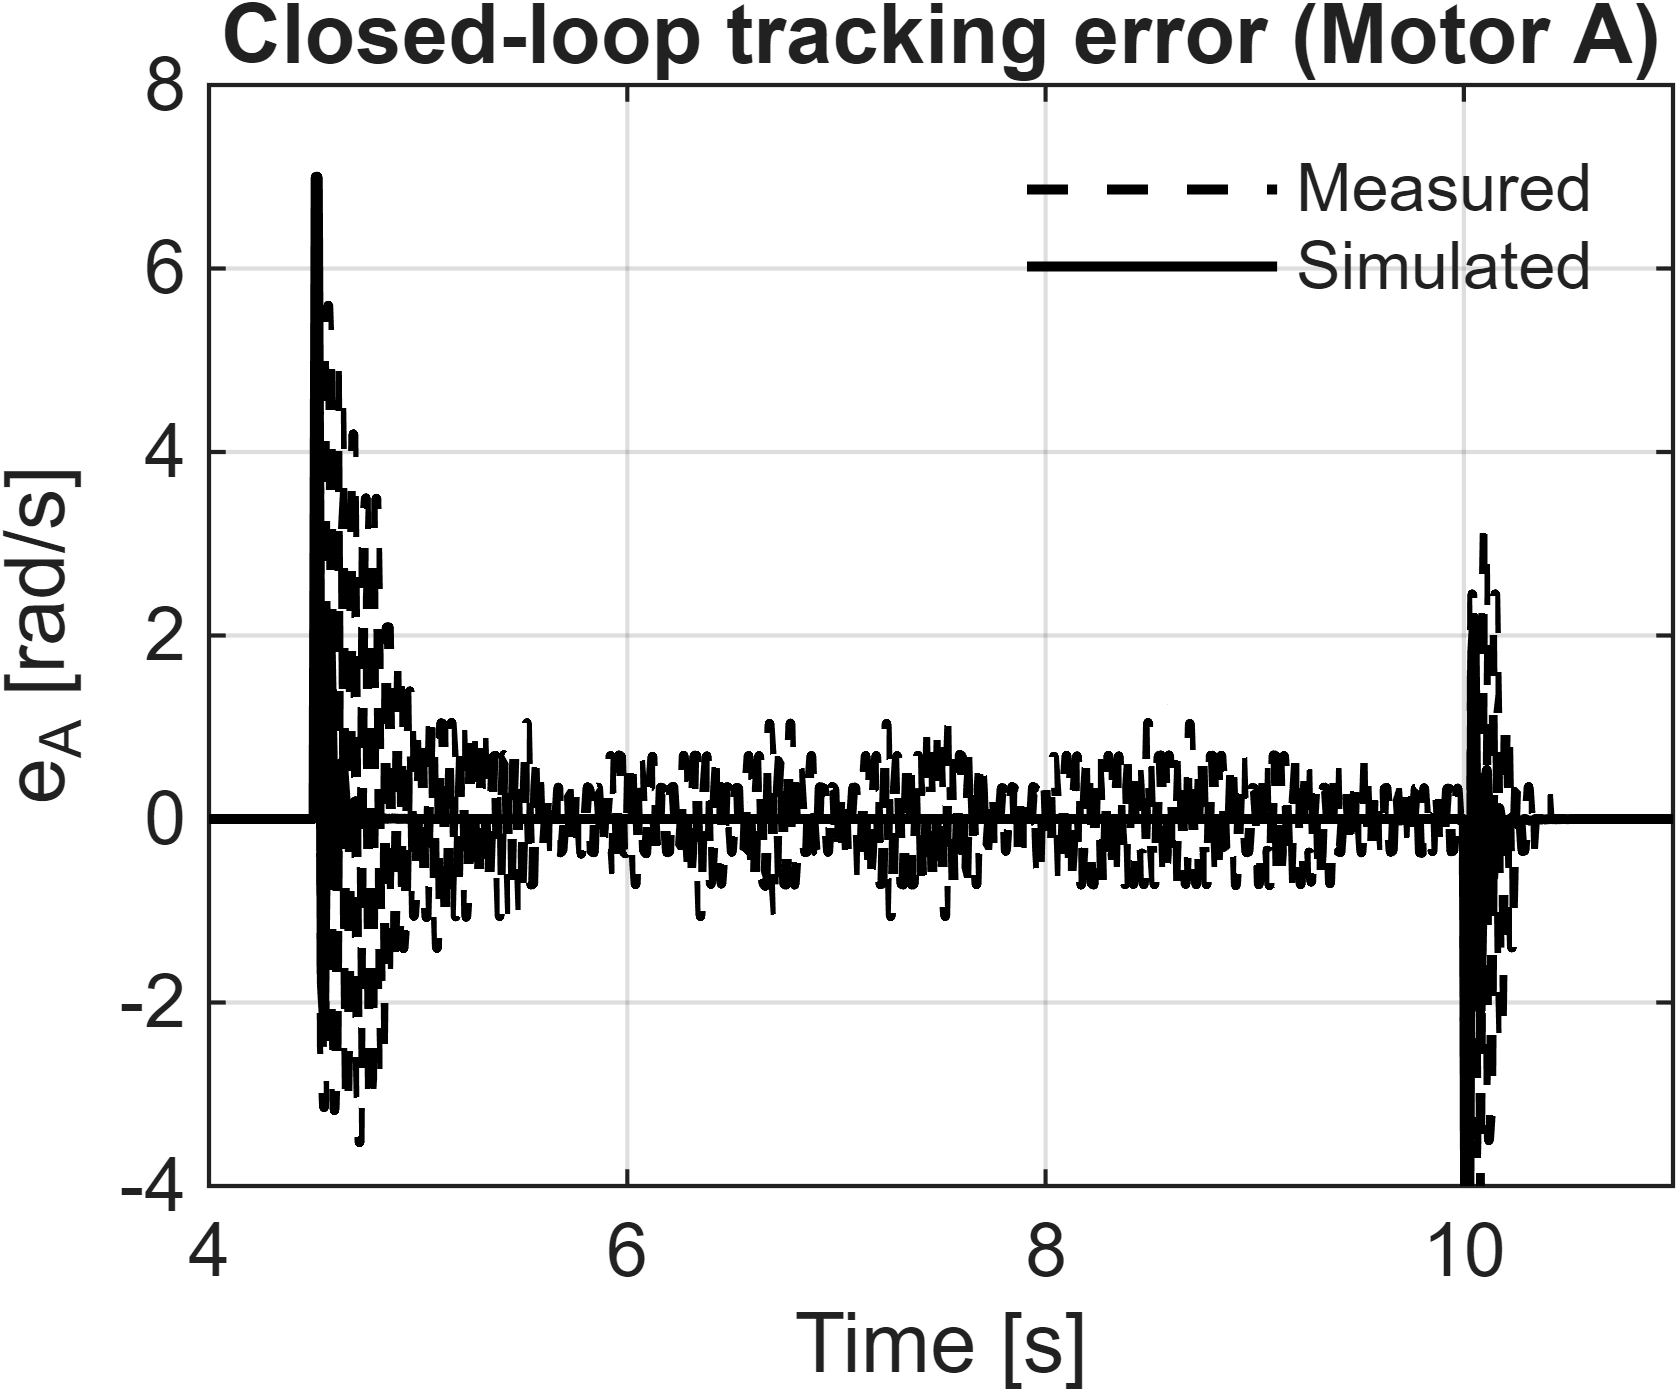 Closed-loop tracking error (Motor A)
8
6
4
2
0
-2
-4
e_A [rad/s]
Measured
Simulated
4 6 8 10
Time [s]